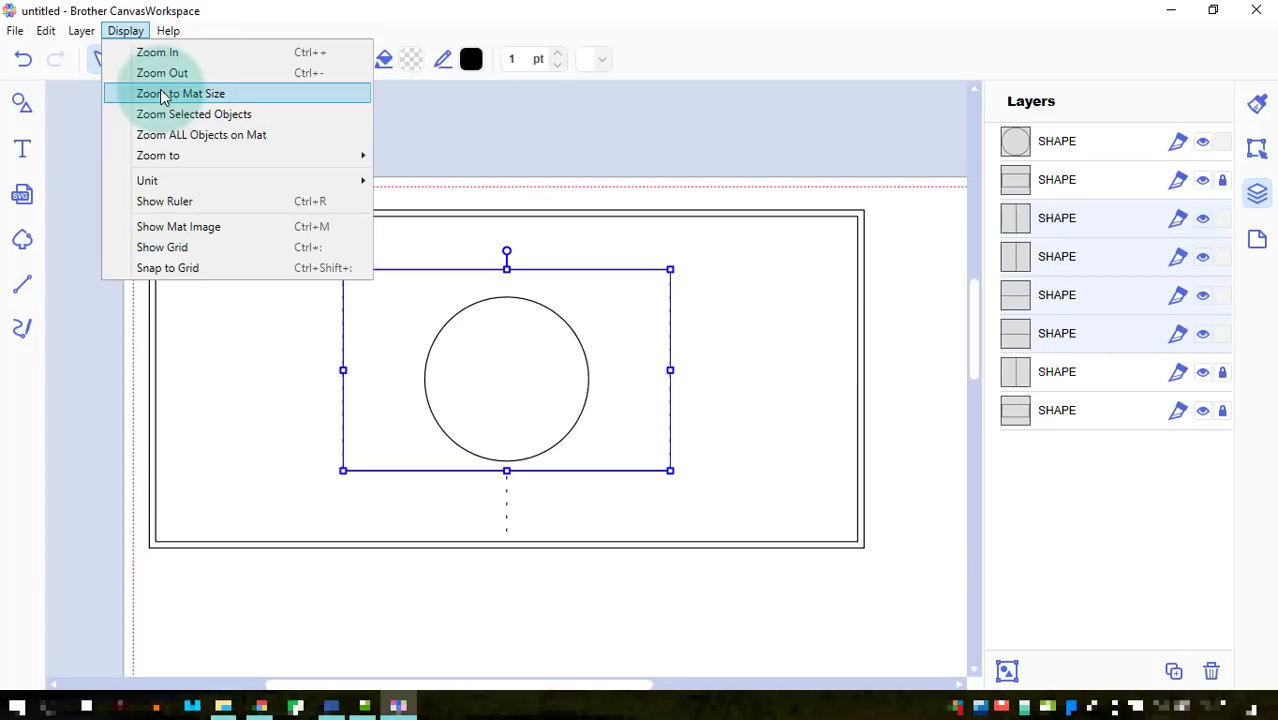 untitled - Brother CanvasWorkspace
File Edit Layer Display Help
1 pt
Zoom In Ctrl++
Zoom Out Ctrl+-
Zoom to Mat Size
Zoom Selected Objects
Zoom ALL Objects on Mat
Zoom to
Unit
Show Ruler Ctrl+R
Show Mat Image Ctrl+M
Show Grid Ctrl+:
Snap to Grid Ctrl+Shift+:
T
SVG
Layers
SHAPE
SHAPE
SHAPE
SHAPE
SHAPE
SHAPE
SHAPE
SHAPE